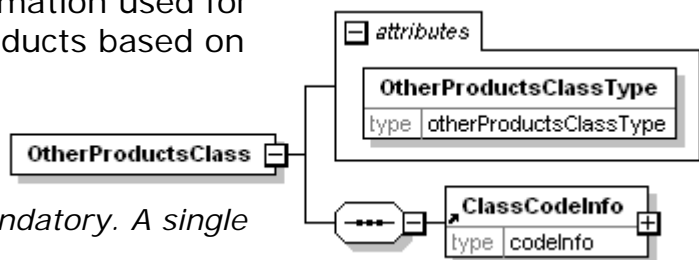 mation used for
ducts based on
attributes
OtherProductsClassType
type otherProductsClassType
OtherProductsClass
ndatory. A single
ClassCodeInfo
type codeInfo